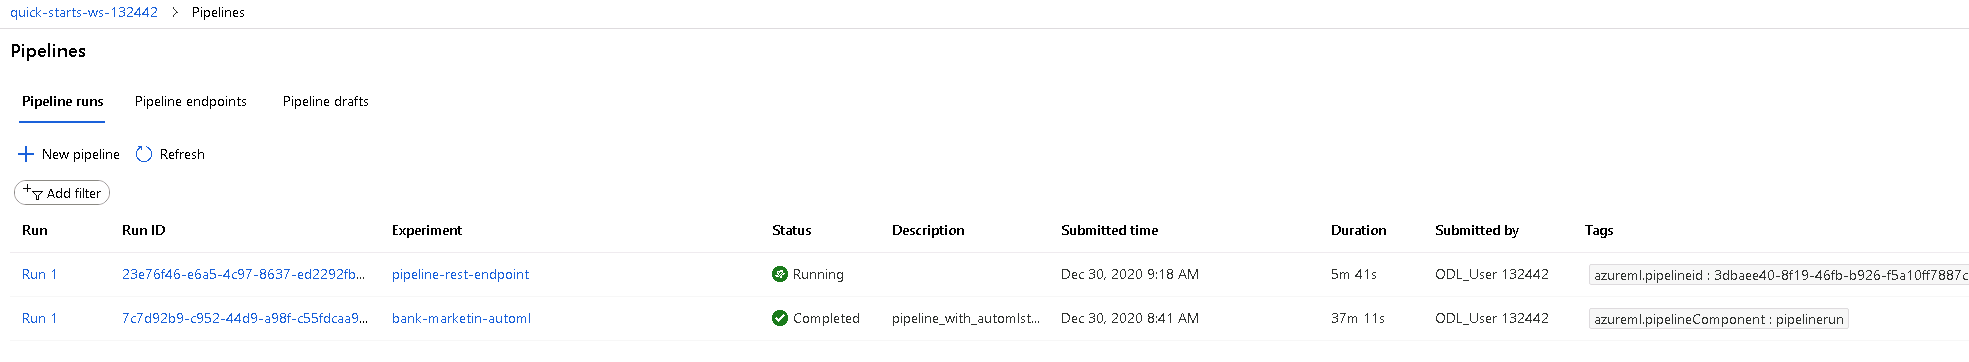 quick-starts-ws-132442 > Pipelines
Pipelines
Pipeline runs Pipeline endpoints Pipeline drafts
New pipeline Refresh
Add filter
Run Run ID Experiment Status Description Submitted time Duration Submitted by Tags
Run 1 23e76f46-e6a5-4c97-8637-ed2292fb... pipeline-rest-endpoint Running Dec 30, 2020 9:18 AM 5m 41s ODL_User 132442 azureml.pipelineid : 3dbaee40-8f19-46fb-b926-f5a10ff7887c
Run 1 7c7d92b9-c952-44d9-a98f-c55fdcaa9... bank-marketin-automl Completed pipeline_with_automlst... Dec 30, 2020 8:41 AM 37m 11s ODL_User 132442 azureml.pipelineComponent : pipelinerun